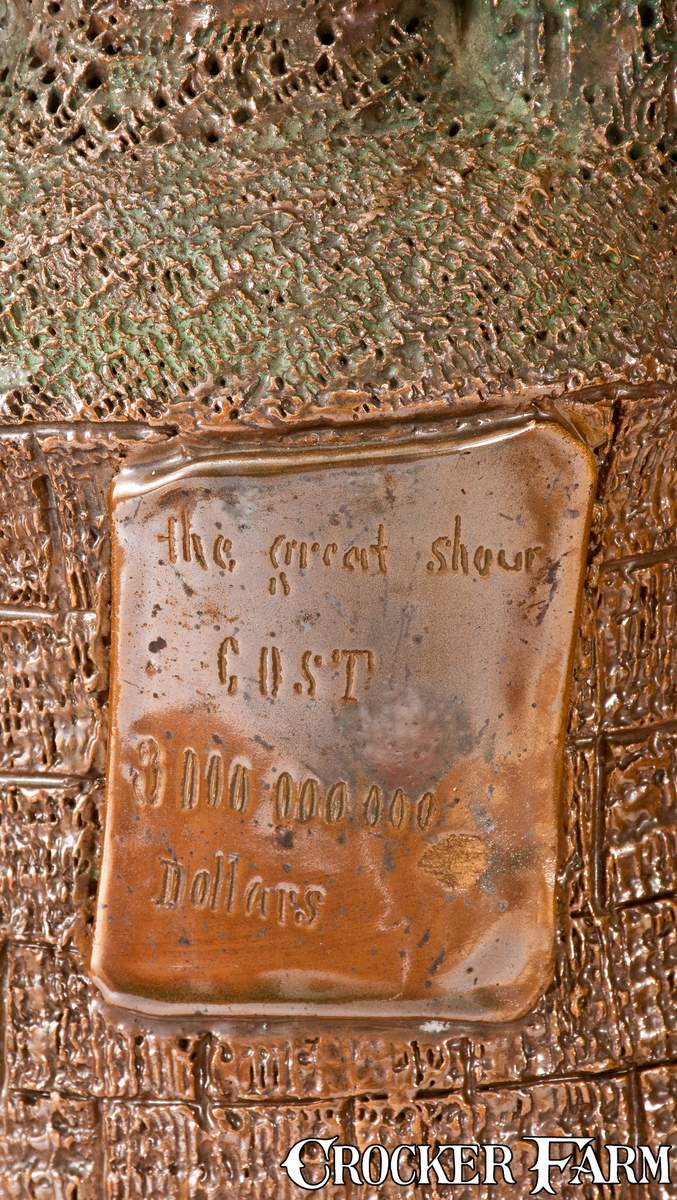 the great shour
COST
3 000 000 000
Dollars
CROCKER FARM